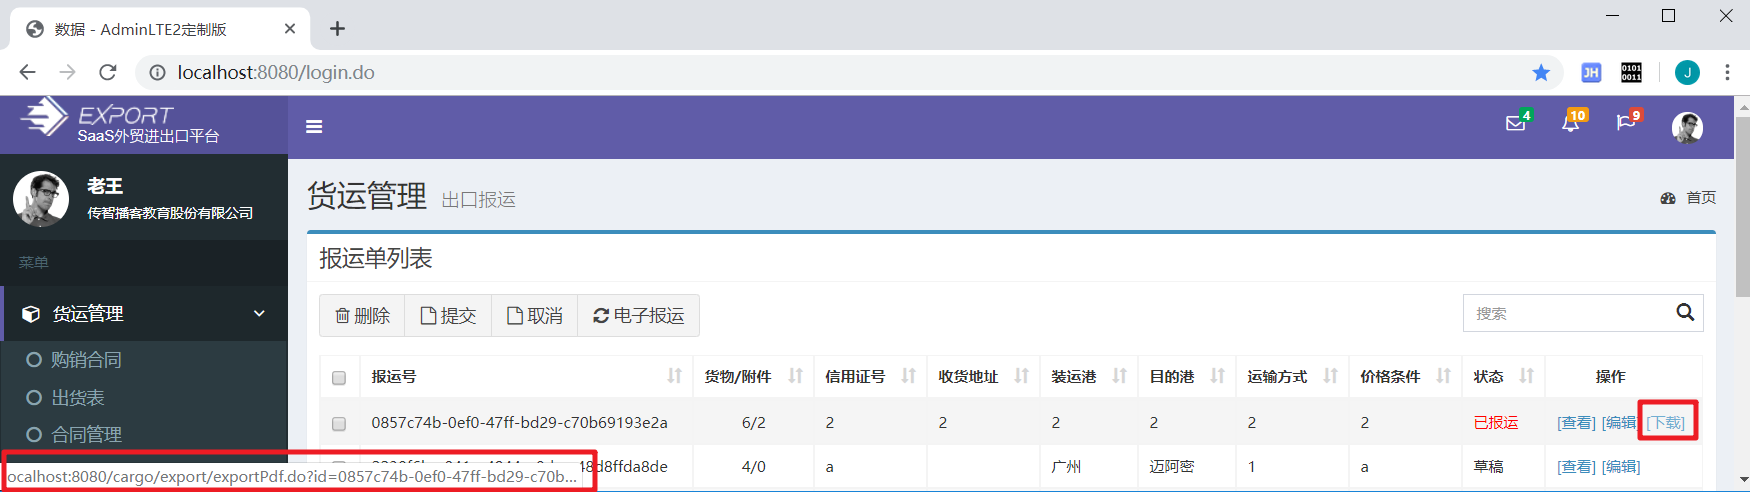 数据 - AdminLTE2定制版
localhost:8080/login.do
JH
0101
0011
J
EXPORT
SaaS外贸进出口平台
4
10
9
老王
传智播客教育股份有限公司
货运管理 出口报运
首页
菜单
报运单列表
货运管理
删除 提交 取消 电子报运
搜索
购销合同
出货表
合同管理
报运号 货物/附件 信用证号 收货地址 装运港 目的港 运输方式 价格条件 状态 操作
0857c74b-0ef0-47ff-bd29-c70b69193e2a 6/2 2 2 2 2 2 2 已报运 [查看] [编辑] [下载]
48d8ffda8de 4/0 a 广州 迈阿密 1 a 草稿 [查看] [编辑]
ocalhost:8080/cargo/export/exportPdf.do?id=0857c74b-0ef0-47ff-bd29-c70b...